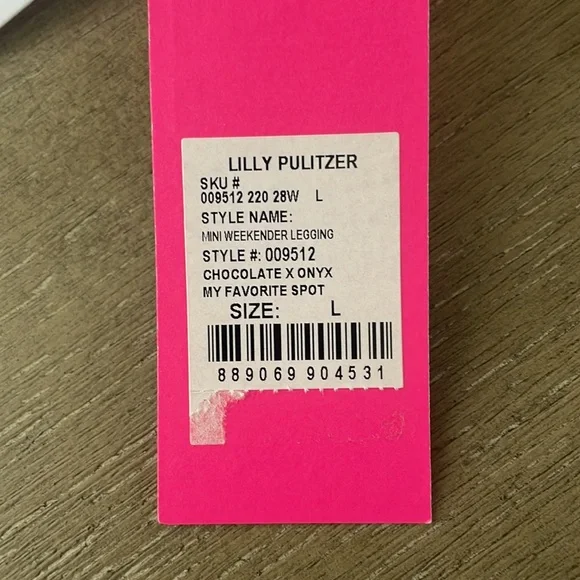 LILLY PULITZER
SKU #
009512 220 28W L
STYLE NAME:
MINI WEEKENDER LEGGING
STYLE #: 009512
CHOCOLATE X ONYX
MY FAVORITE SPOT
SIZE: L
889069 904531